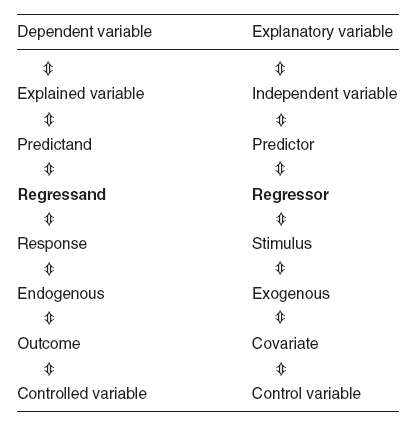 Dependent variable Explanatory variable
⇕ ⇕
Explained variable Independent variable
⇕ ⇕
Predictand Predictor
⇕ ⇕
Regressand Regressor
⇕ ⇕
Response Stimulus
⇕ ⇕
Endogenous Exogenous
⇕ ⇕
Outcome Covariate
⇕ ⇕
Controlled variable Control variable